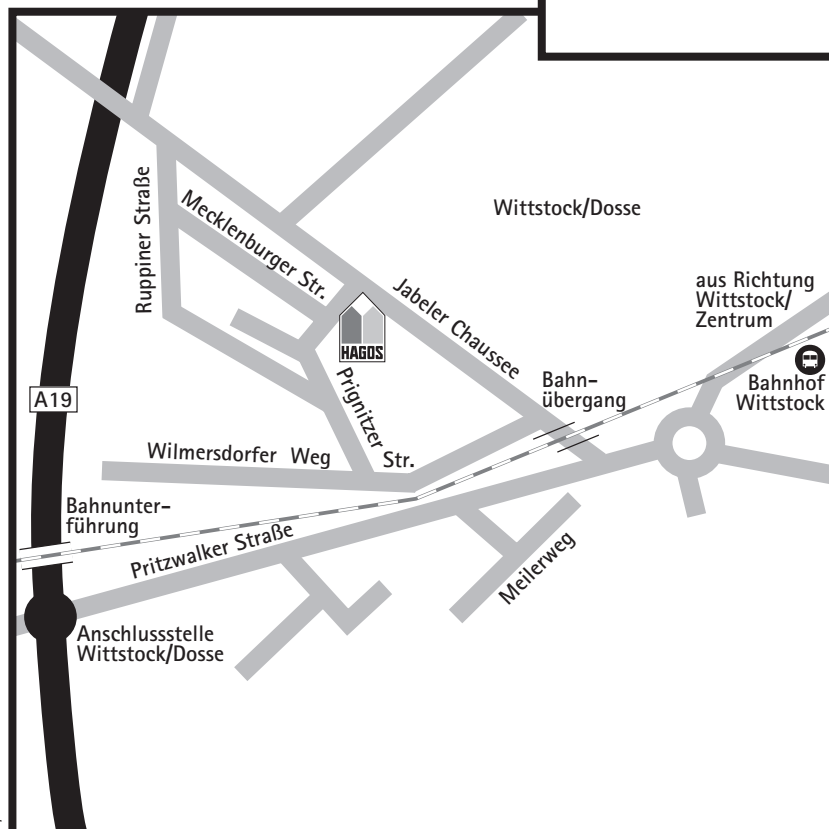 Wittstock/Dosse
Ruppiner Straße
Mecklenburger Str.
Jabeler Chaussee
aus Richtung
Wittstock/
Zentrum
HAGOS
Bahnhof
Wittstock
Bahn-
übergang
A19
Prignitzer Str.
Wilmersdorfer Weg
Bahnunter-
führung
Pritzwalker Straße
Meilerweg
Anschlussstelle
Wittstock/Dosse